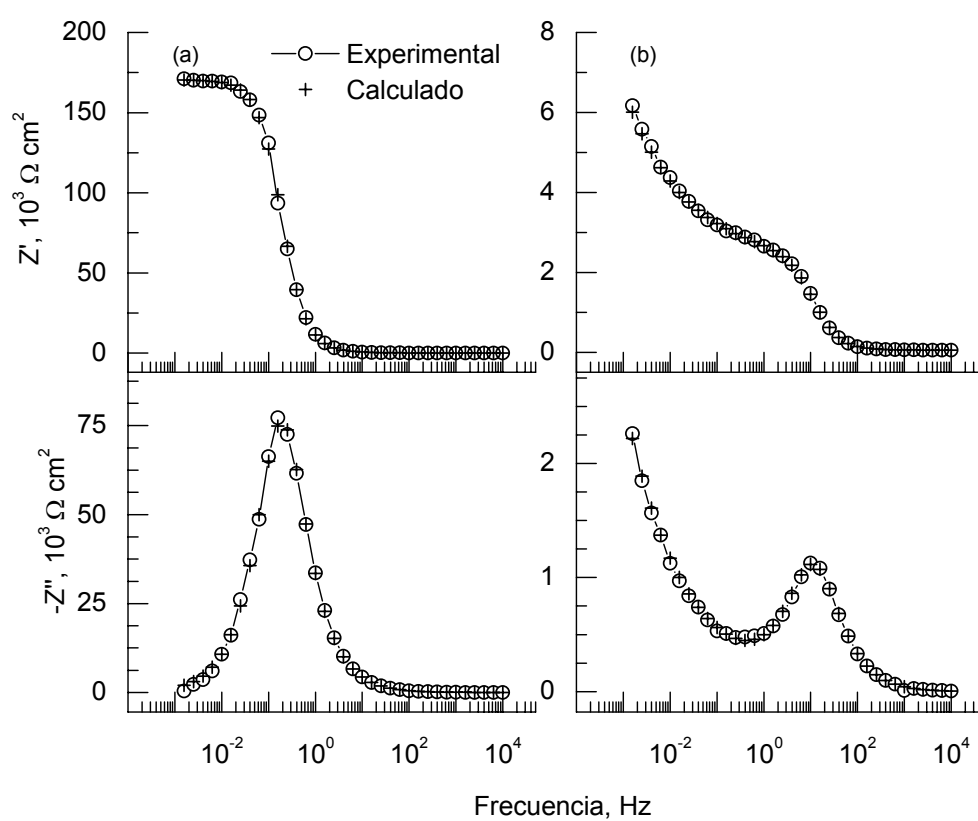 (a)
Experimental
Calculado
(b)
200
150
100
50
0
Z', 10³ Ω cm²
8
6
4
2
0
75
50
25
0
-Z'', 10³ Ω cm²
2
1
0
10⁻² 10⁰ 10² 10⁴
10⁻² 10⁰ 10² 10⁴
Frecuencia, Hz